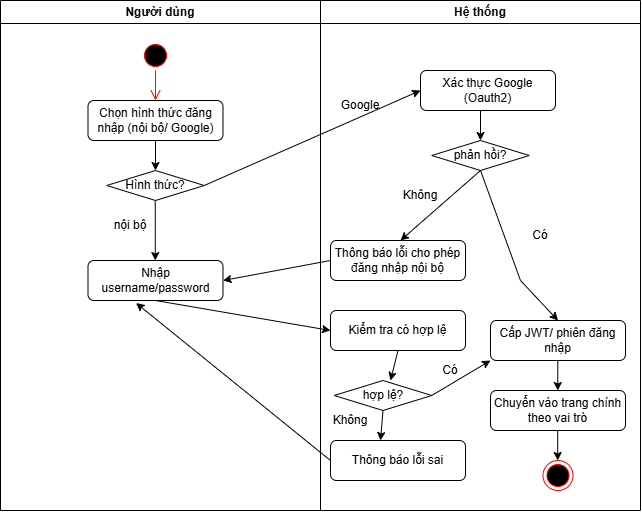 Người dùng
Hệ thống
Chọn hình thức đăng
nhập (nội bộ/ Google)
Hình thức?
nội bộ
Nhập
username/password
Google
Xác thực Google
(Oauth2)
phản hồi?
Không
Có
Thông báo lỗi cho phép
đăng nhập nội bộ
Kiểm tra có hợp lệ
hợp lệ?
Có
Không
Thông báo lỗi sai
Cấp JWT/ phiên đăng
nhập
Chuyển vào trang chính
theo vai trò